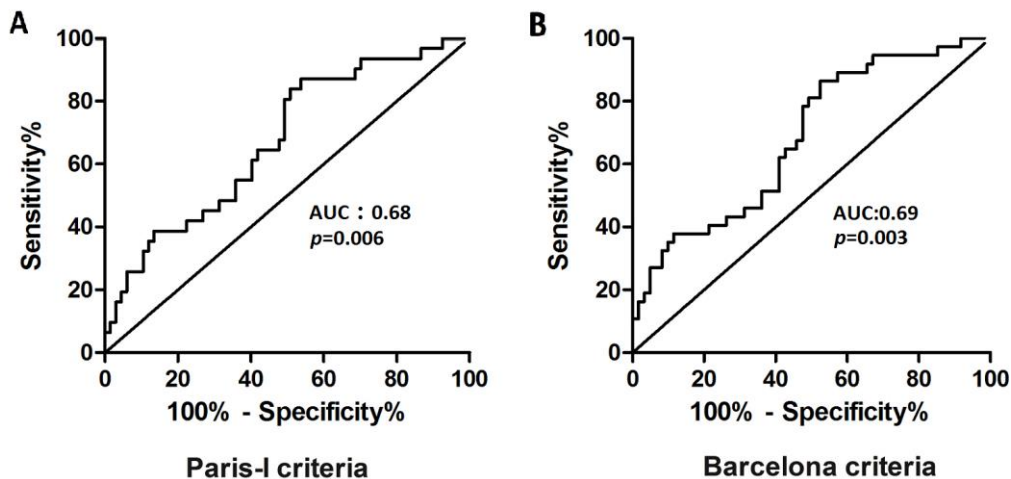 A
100
80
60
40
20
0
Sensitivity%
AUC : 0.68
p=0.006
0 20 40 60 80 100
100% - Specificity%
Paris-I criteria
B
100
80
60
40
20
0
Sensitivity%
AUC:0.69
p=0.003
0 20 40 60 80 100
100% - Specificity%
Barcelona criteria